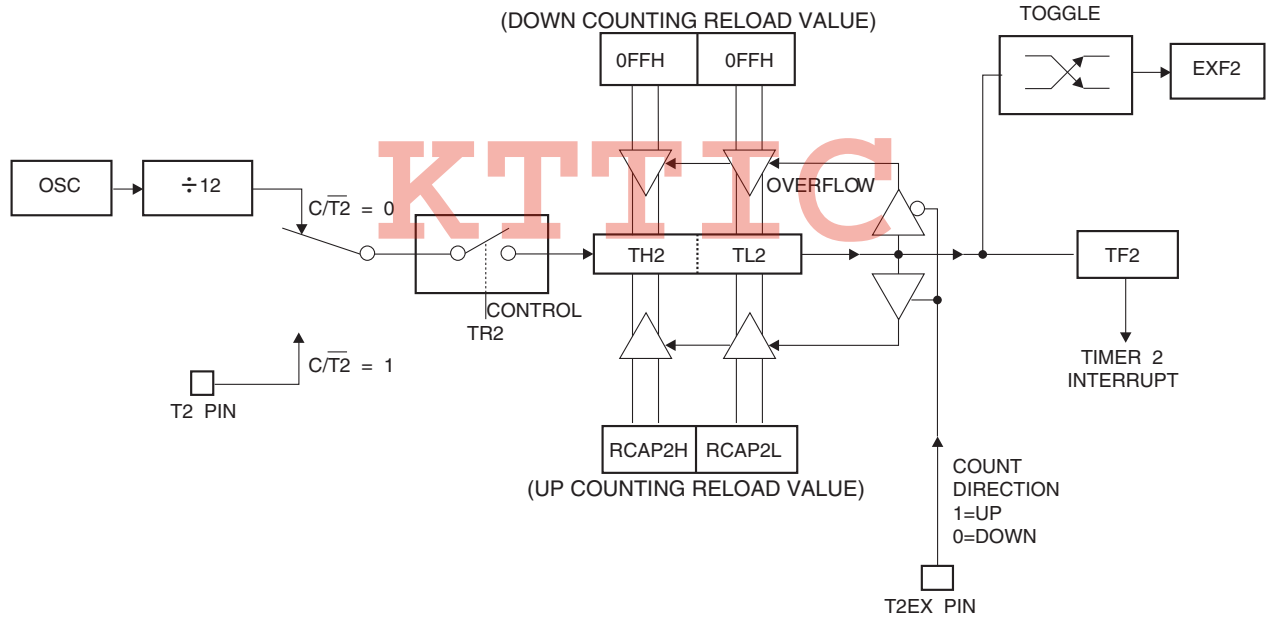 (DOWN COUNTING RELOAD VALUE)
TOGGLE
0FFH 0FFH
EXF2
KTTIC
OSC
÷12
OVERFLOW
C/T2 = 0
TH2 TL2
TF2
CONTROL
TR2
C/T2 = 1
T2 PIN
TIMER 2
INTERRUPT
RCAP2H RCAP2L
(UP COUNTING RELOAD VALUE)
COUNT
DIRECTION
1=UP
0=DOWN
T2EX PIN